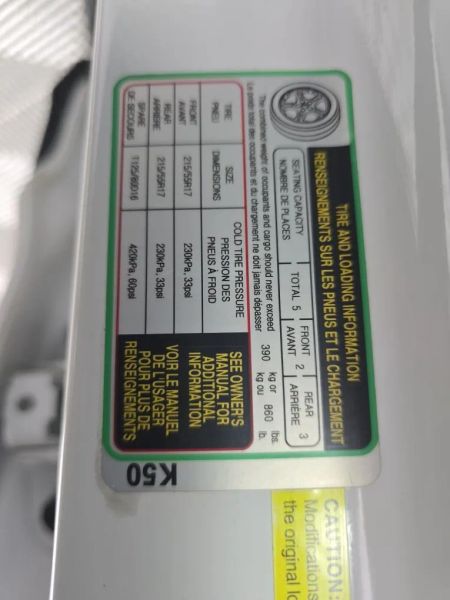 TIRE AND LOADING INFORMATION
RENSEIGNEMENTS SUR LES PNEUS ET LE CHARGEMENT
SEATING CAPACITY
NOMBRE DE PLACES
TOTAL 5
FRONT
AVANT 2
REAR
ARRIÈRE 3
The combined weight of occupants and cargo should never exceed 390 kg or 860 lbs.
Le poids total des occupants et du chargement ne doit jamais dépasser kg ou lb.
TIRE
PNEU
SIZE
DIMENSIONS
COLD TIRE PRESSURE
PRESSION DES
PNEUS À FROID
FRONT
AVANT
215/55R17
230kPa, 33psi
REAR
ARRIÈRE
215/55R17
230kPa, 33psi
SPARE
DE SECOURS
T125/80D16
420kPa, 60psi
SEE OWNER'S
MANUAL FOR
ADDITIONAL
INFORMATION
VOIR LE MANUEL
DE L'USAGER
POUR PLUS DE
RENSEIGNEMENTS
K50
CAUTION:
Modifications
the original